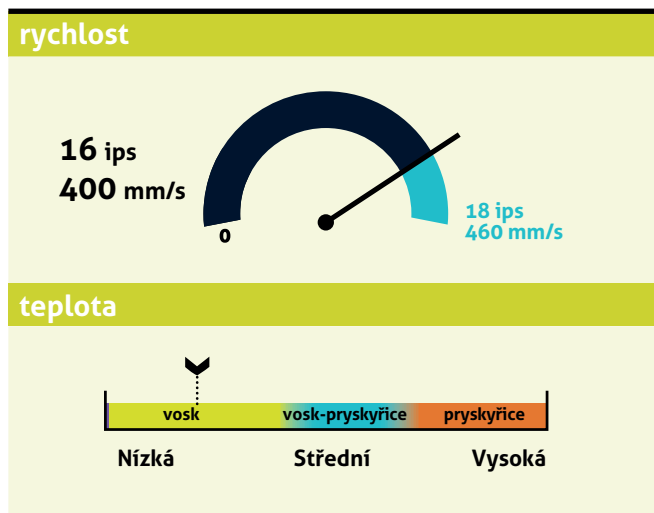 rychlost
16 ips
400 mm/s
0
18 ips
460 mm/s
teplota
vosk vosk-pryskyřice pryskyřice
Nízká Střední Vysoká